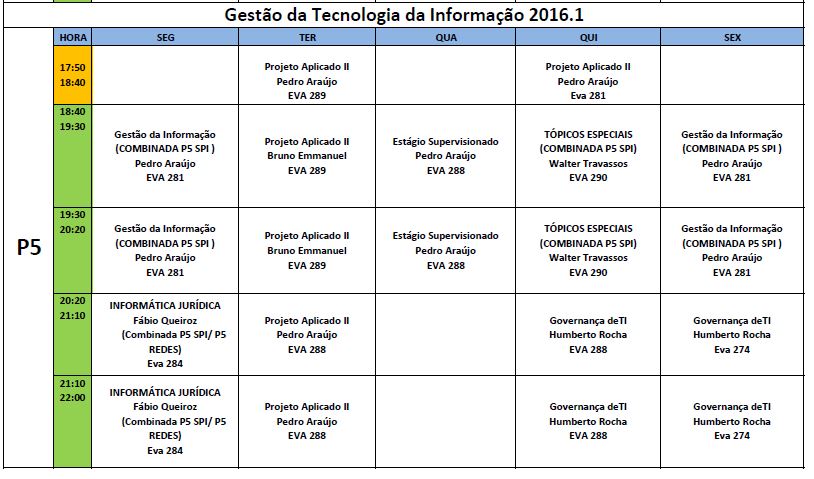 Gestão da Tecnologia da Informação 2016.1
HORA SEG TER QUA QUI SEX
P5
17:50
18:40
Projeto Aplicado II
Pedro Araújo
EVA 289
Projeto Aplicado II
Pedro Araújo
Eva 281
18:40
19:30
Gestão da Informação
(COMBINADA P5 SPI )
Pedro Araújo
EVA 281
Projeto Aplicado II
Bruno Emmanuel
EVA 289
Estágio Supervisionado
Pedro Araújo
EVA 288
TÓPICOS ESPECIAIS
(COMBINADA P5 SPI)
Walter Travassos
EVA 290
Gestão da Informação
(COMBINADA P5 SPI )
Pedro Araújo
EVA 281
19:30
20:20
Gestão da Informação
(COMBINADA P5 SPI )
Pedro Araújo
EVA 281
Projeto Aplicado II
Bruno Emmanuel
EVA 289
Estágio Supervisionado
Pedro Araújo
EVA 288
TÓPICOS ESPECIAIS
(COMBINADA P5 SPI)
Walter Travassos
EVA 290
Gestão da Informação
(COMBINADA P5 SPI )
Pedro Araújo
EVA 281
20:20
21:10
INFORMÁTICA JURÍDICA
Fábio Queiroz
(Combinada P5 SPI/ P5
REDES)
Eva 284
Projeto Aplicado II
Pedro Araújo
EVA 288
Governança deTI
Humberto Rocha
EVA 288
Governança deTI
Humberto Rocha
Eva 274
21:10
22:00
INFORMÁTICA JURÍDICA
Fábio Queiroz
(Combinada P5 SPI/ P5
REDES)
Eva 284
Projeto Aplicado II
Pedro Araújo
EVA 288
Governança deTI
Humberto Rocha
EVA 288
Governança deTI
Humberto Rocha
Eva 274